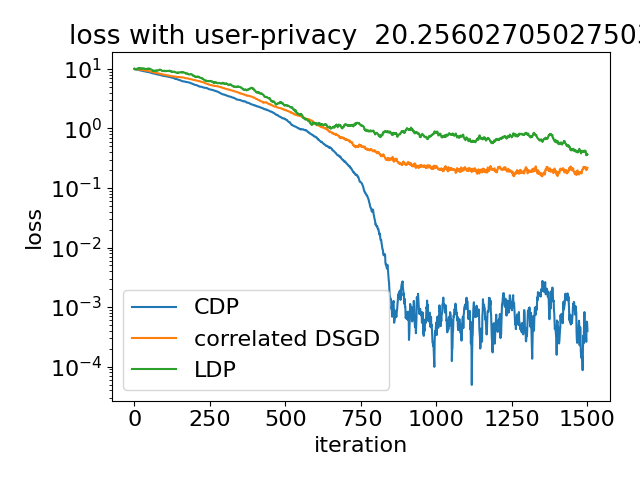 loss with user-privacy 20.25602705027503
loss
10¹
10⁰
10⁻¹
10⁻²
10⁻³
10⁻⁴
CDP
correlated DSGD
LDP
0 250 500 750 1000 1250 1500
iteration